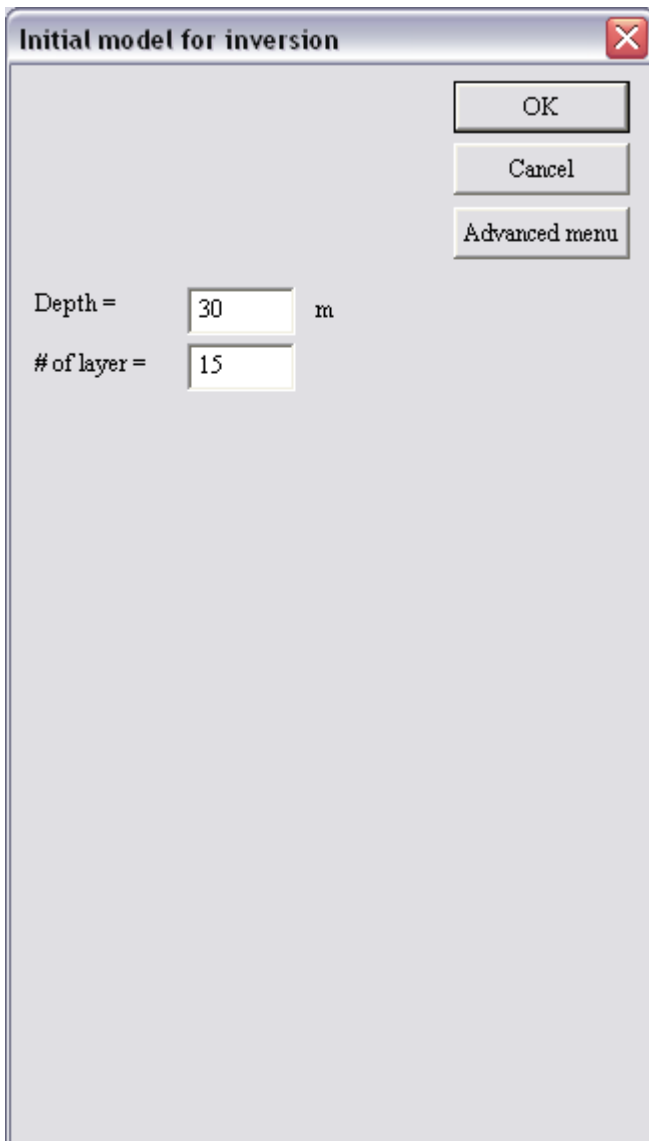 Initial model for inversion
OK
Cancel
Advanced menu
Depth = 30 m
# of layer = 15